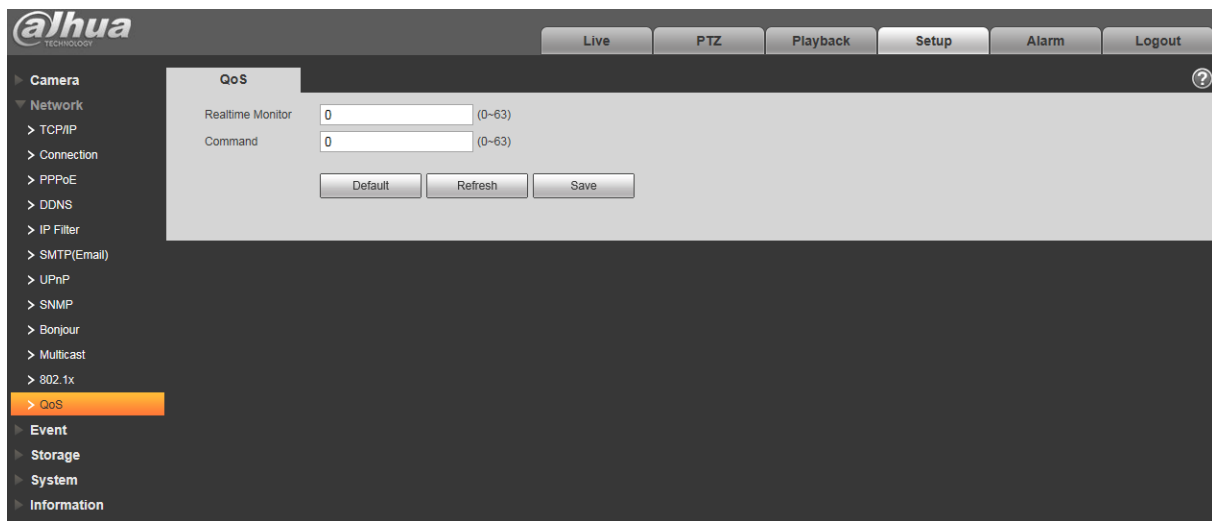 alhua
TECHNOLOGY
Live PTZ Playback Setup Alarm Logout
Camera
Network
> TCP/IP
> Connection
> PPPoE
> DDNS
> IP Filter
> SMTP(Email)
> UPnP
> SNMP
> Bonjour
> Multicast
> 802.1x
> QoS
Event
Storage
System
Information
QoS ?
Realtime Monitor 0 (0~63)
Command 0 (0~63)
Default Refresh Save